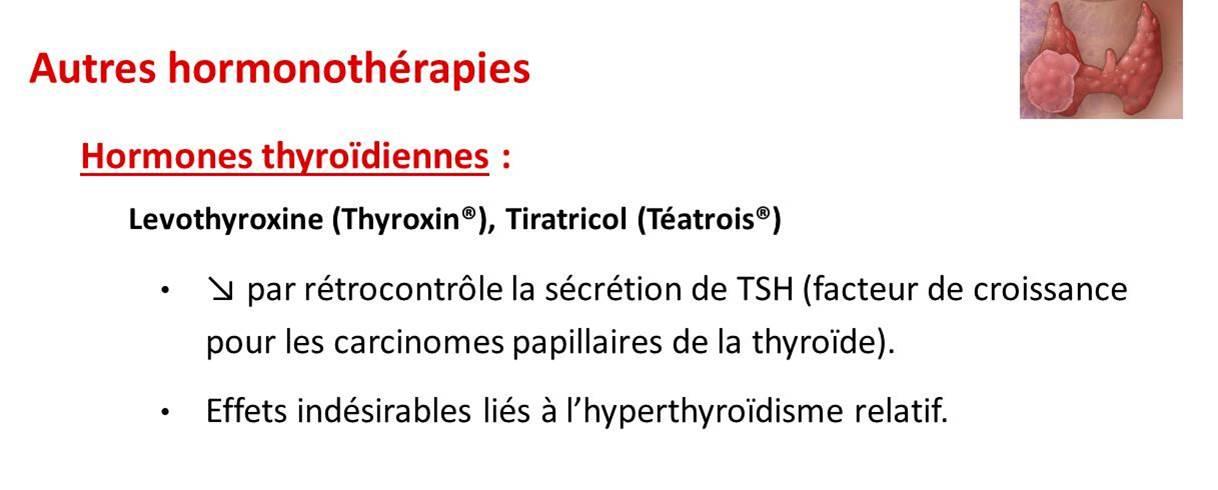 Autres hormonothérapies
Hormones thyroïdiennes :
Levothyroxine (Thyroxin®), Tiratricol (Téatrois®)
• ↘ par rétrocontrôle la sécrétion de TSH (facteur de croissance
pour les carcinomes papillaires de la thyroïde).
• Effets indésirables liés à l’hyperthyroïdisme relatif.